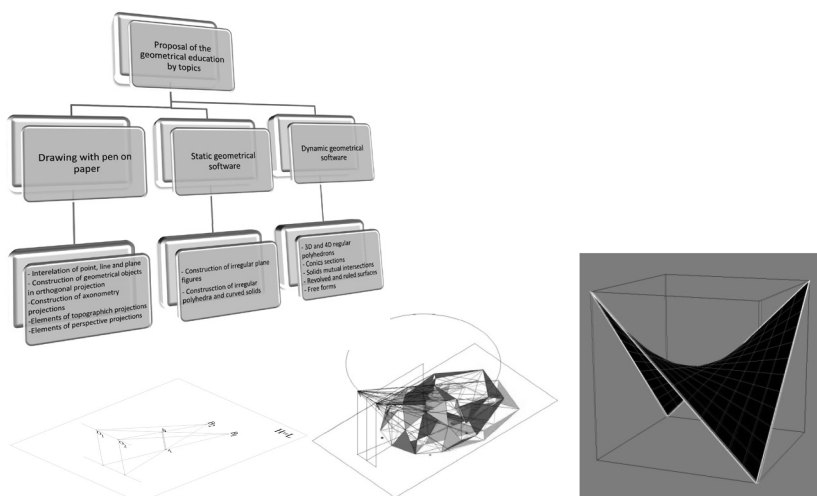 Proposal of the
geometrical education
by topics
Drawing with pen on
paper
Static geometrical
software
Dynamic geometrical
software
- Interelation of point, line and plane
- Construction of geometrical objects
in orthogonal projection
-Construction of axonometry
projections
-Elements of topographich projections
-Elements of perspective projections
- Construction of irregular plane
figures
- Construsction of irregular
polyhedra and curved solids
- 3D and 4D regular
polyhedrons
- Conics sections
- Solids mutual intersections
- Revolved and ruled surfaces
- Free forms
H=L